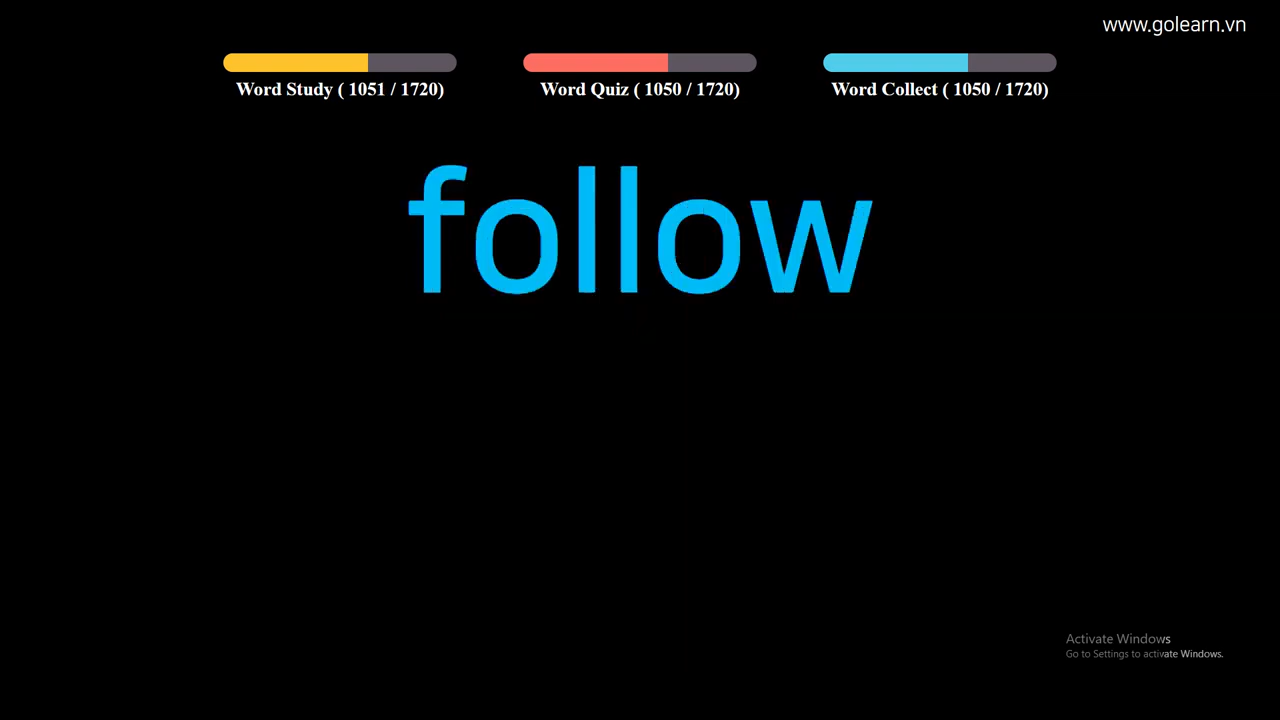 www.golearn.vn
Word Study ( 1051 / 1720)
Word Quiz ( 1050 / 1720)
Word Collect ( 1050 / 1720)
follow
Activate Windows
Go to Settings to activate Windows.